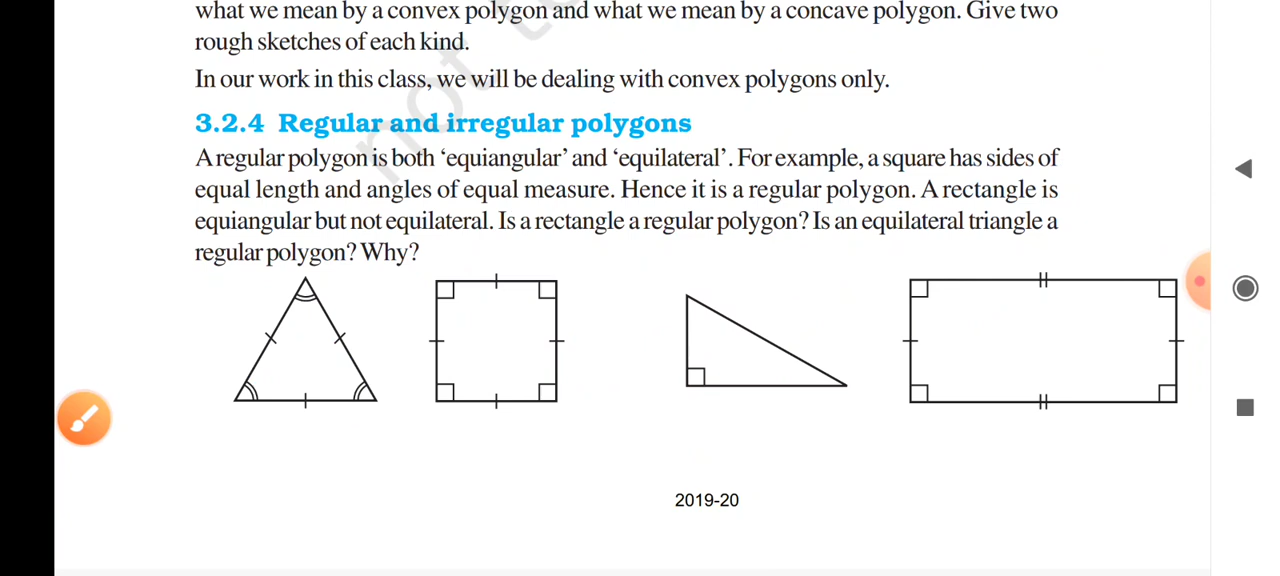 what we mean by a convex polygon and what we mean by a concave polygon. Give two
rough sketches of each kind.
In our work in this class, we will be dealing with convex polygons only.
3.2.4 Regular and irregular polygons
A regular polygon is both ‘equiangular’ and ‘equilateral’. For example, a square has sides of
equal length and angles of equal measure. Hence it is a regular polygon. A rectangle is
equiangular but not equilateral. Is a rectangle a regular polygon? Is an equilateral triangle a
regular polygon? Why?
2019-20